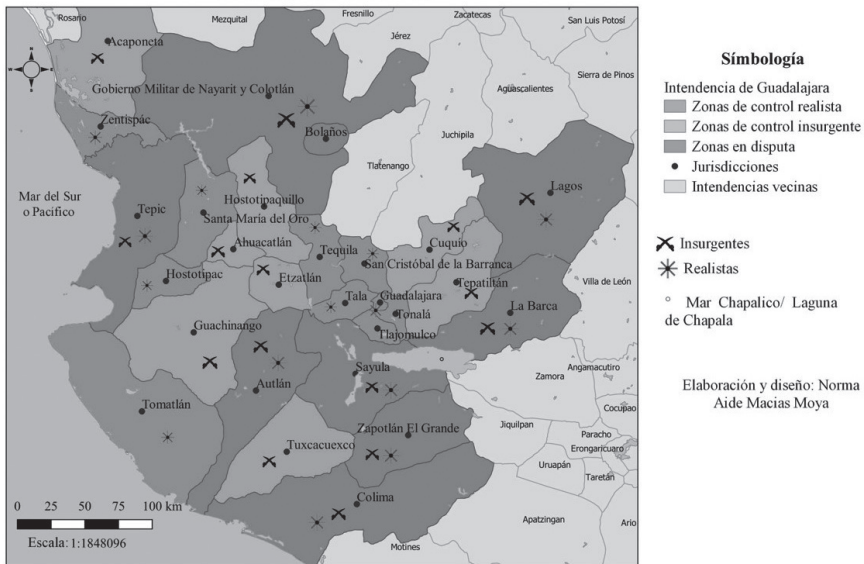 Rosario
Mezquital
Fresnillo
Zacatecas
San Luis Potosí
Acaponeta
Jérez
Sierra de Pinos
Aguascalientes
Gobierno Militar de Nayarit y Colotlán
Zentispác
Bolaños
Juchipila
Tlatenango
Mar del Sur
o Pacifico
Tepic
Hostotipaquillo
Santa María del Oro
Lagos
Ahuacatlán
Cuquio
Tequila
San Cristóbal de la Barranca
Hostotipac
Etzatlán
Tepatitlán
Villa de León
Tala
Guadalajara
La Barca
Tonalá
Guachinango
Tlajomulco
Sayula
Zamora
Angamacutiro
Autlán
Tomatlán
Cocupao
Zapotlán El Grande
Jiquilpan
Paracho
Tuxcacuexco
Erongaricuaro
Uruapán
Taretán
Colima
Apatzingan
Ario
Motines
0 25 50 75 100 km
Escala: 1:1848096
Símbología
Intendencia de Guadalajara
Zonas de control realista
Zonas de control insurgente
Zonas en disputa
Jurisdicciones
Intendencias vecinas
Insurgentes
Realistas
Mar Chapalico/ Laguna
de Chapala
Elaboración y diseño: Norma
Aide Macias Moya